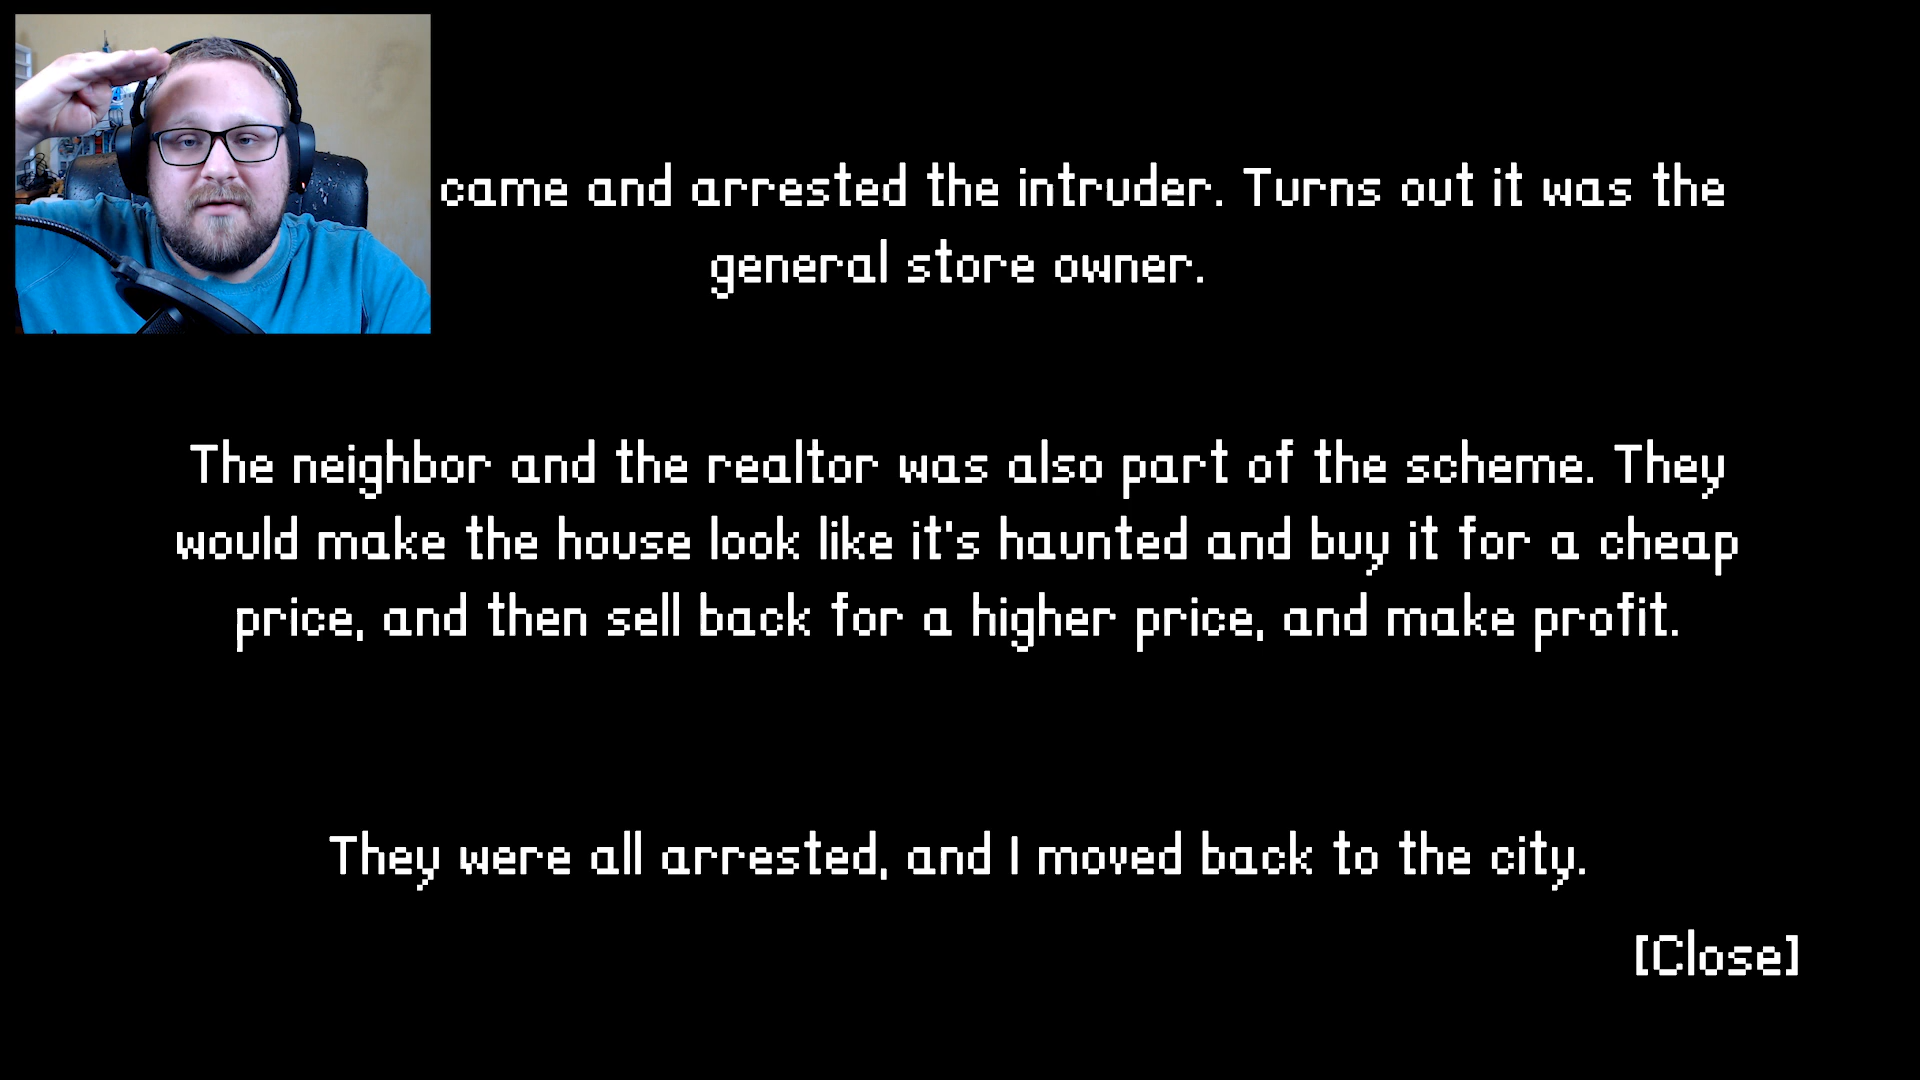 came and arrested the intruder. Turns out it was the
general store owner.
The neighbor and the realtor was also part of the scheme. They
would make the house look like it's haunted and buy it for a cheap
price, and then sell back for a higher price, and make profit.
They were all arrested, and I moved back to the city.
[Close]